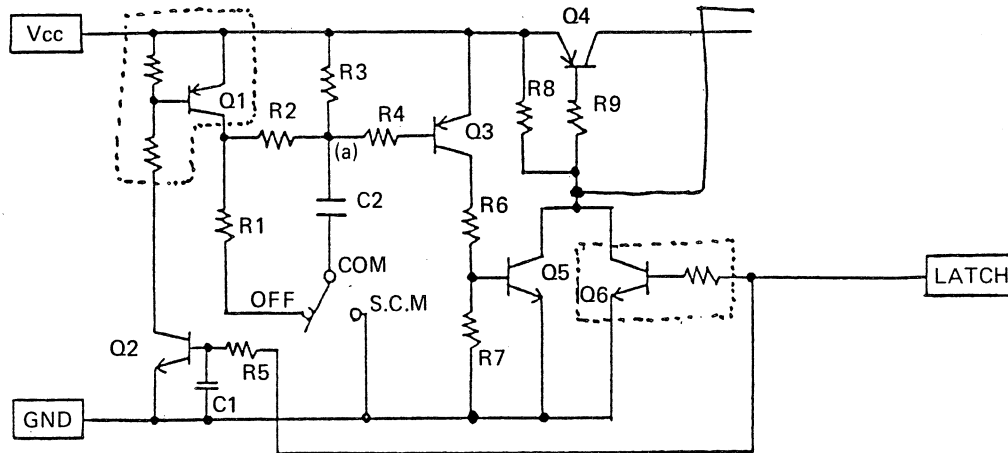 Q4
Vcc
R3
R8
R9
Q1
R2
R4
Q3
(a)
C2
R6
R1
COM
Q5
LATCH
OFF
S.C.M
Q6
Q2
R5
R7
C1
GND